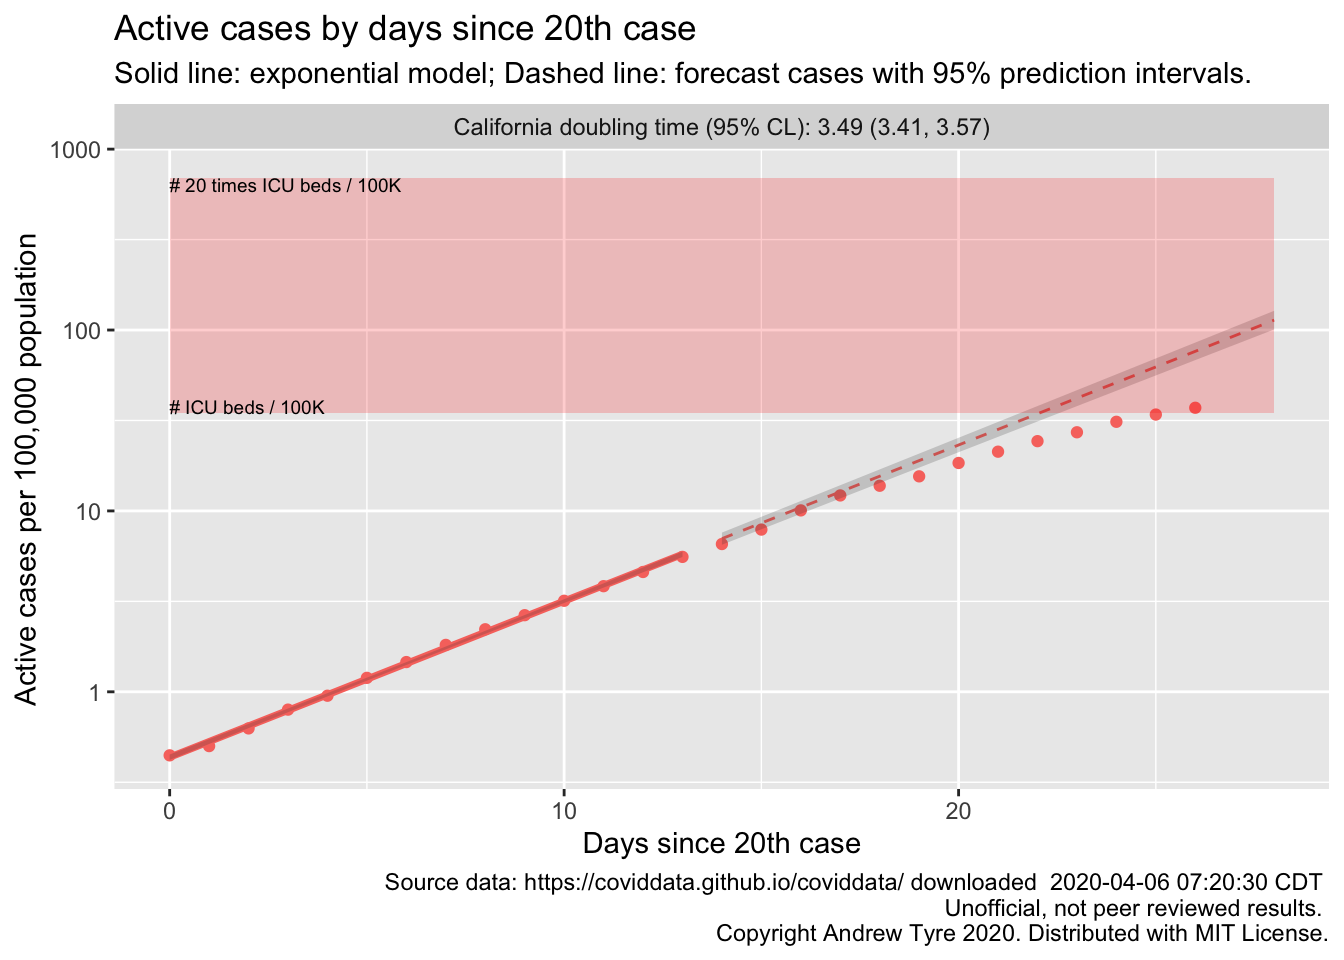 Active cases by days since 20th case
Solid line: exponential model; Dashed line: forecast cases with 95% prediction intervals.
California doubling time (95% CL): 3.49 (3.41, 3.57)
1000
# 20 times ICU beds / 100K
100
# ICU beds / 100K
10
1
Active cases per 100,000 population
0
10
20
Days since 20th case
Source data: https://coviddata.github.io/coviddata/ downloaded  2020-04-06 07:20:30 CDT
Unofficial, not peer reviewed results.
Copyright Andrew Tyre 2020. Distributed with MIT License.